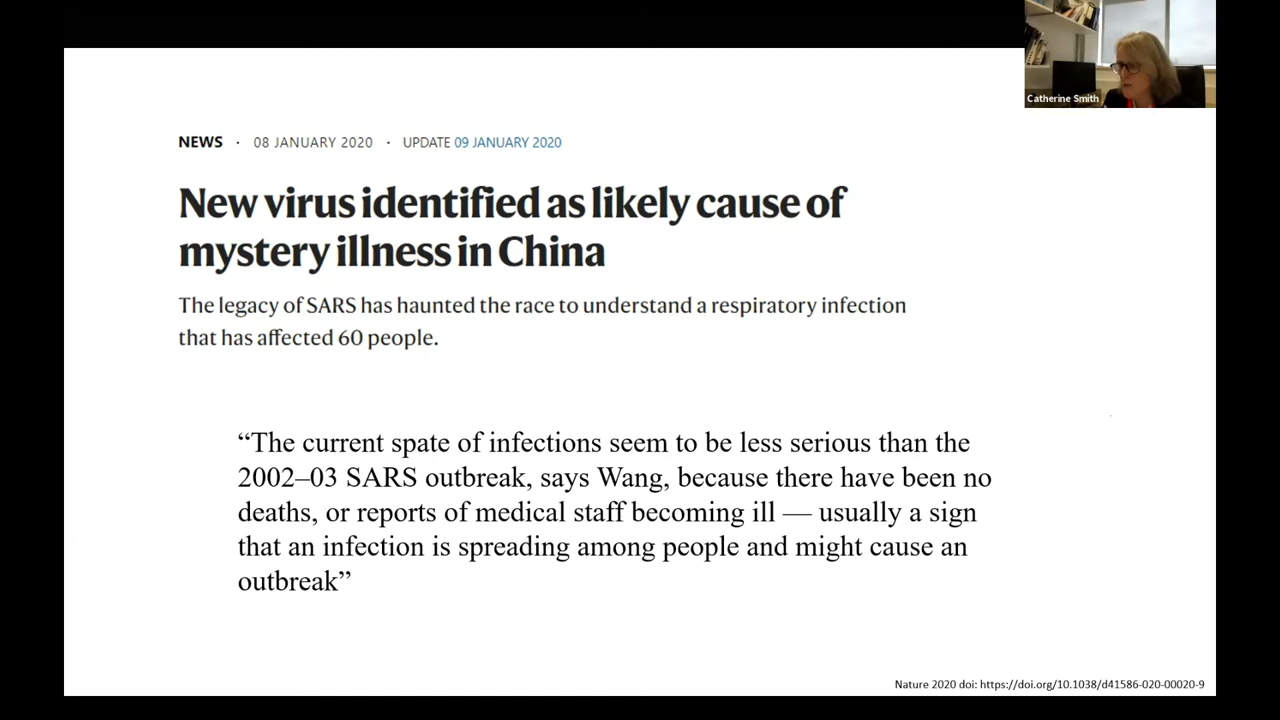 Catherine Smith
NEWS · 08 JANUARY 2020 · UPDATE 09 JANUARY 2020
New virus identified as likely cause of
mystery illness in China
The legacy of SARS has haunted the race to understand a respiratory infection
that has affected 60 people.
“The current spate of infections seem to be less serious than the
2002–03 SARS outbreak, says Wang, because there have been no
deaths, or reports of medical staff becoming ill — usually a sign
that an infection is spreading among people and might cause an
outbreak”
Nature 2020 doi: https://doi.org/10.1038/d41586-020-00020-9